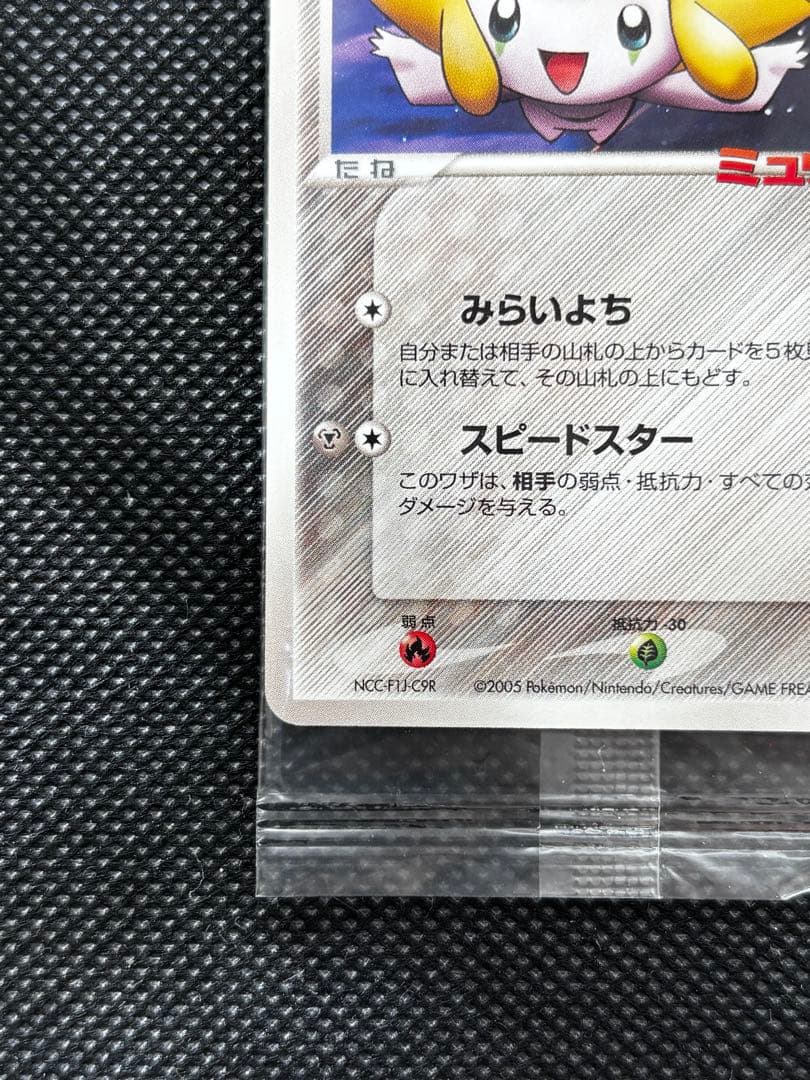 たね
ミュ
みらいよち
自分または相手の山札の上からカードを5枚見
に入れ替えて、その山札の上にもどす。
スピードスター
このワザは、相手の弱点・抵抗力・すべての効
ダメージを与える。
弱点
抵抗力 -30
NCC-F1J-C9R ©2005 Pokémon/Nintendo/Creatures/GAME FREA